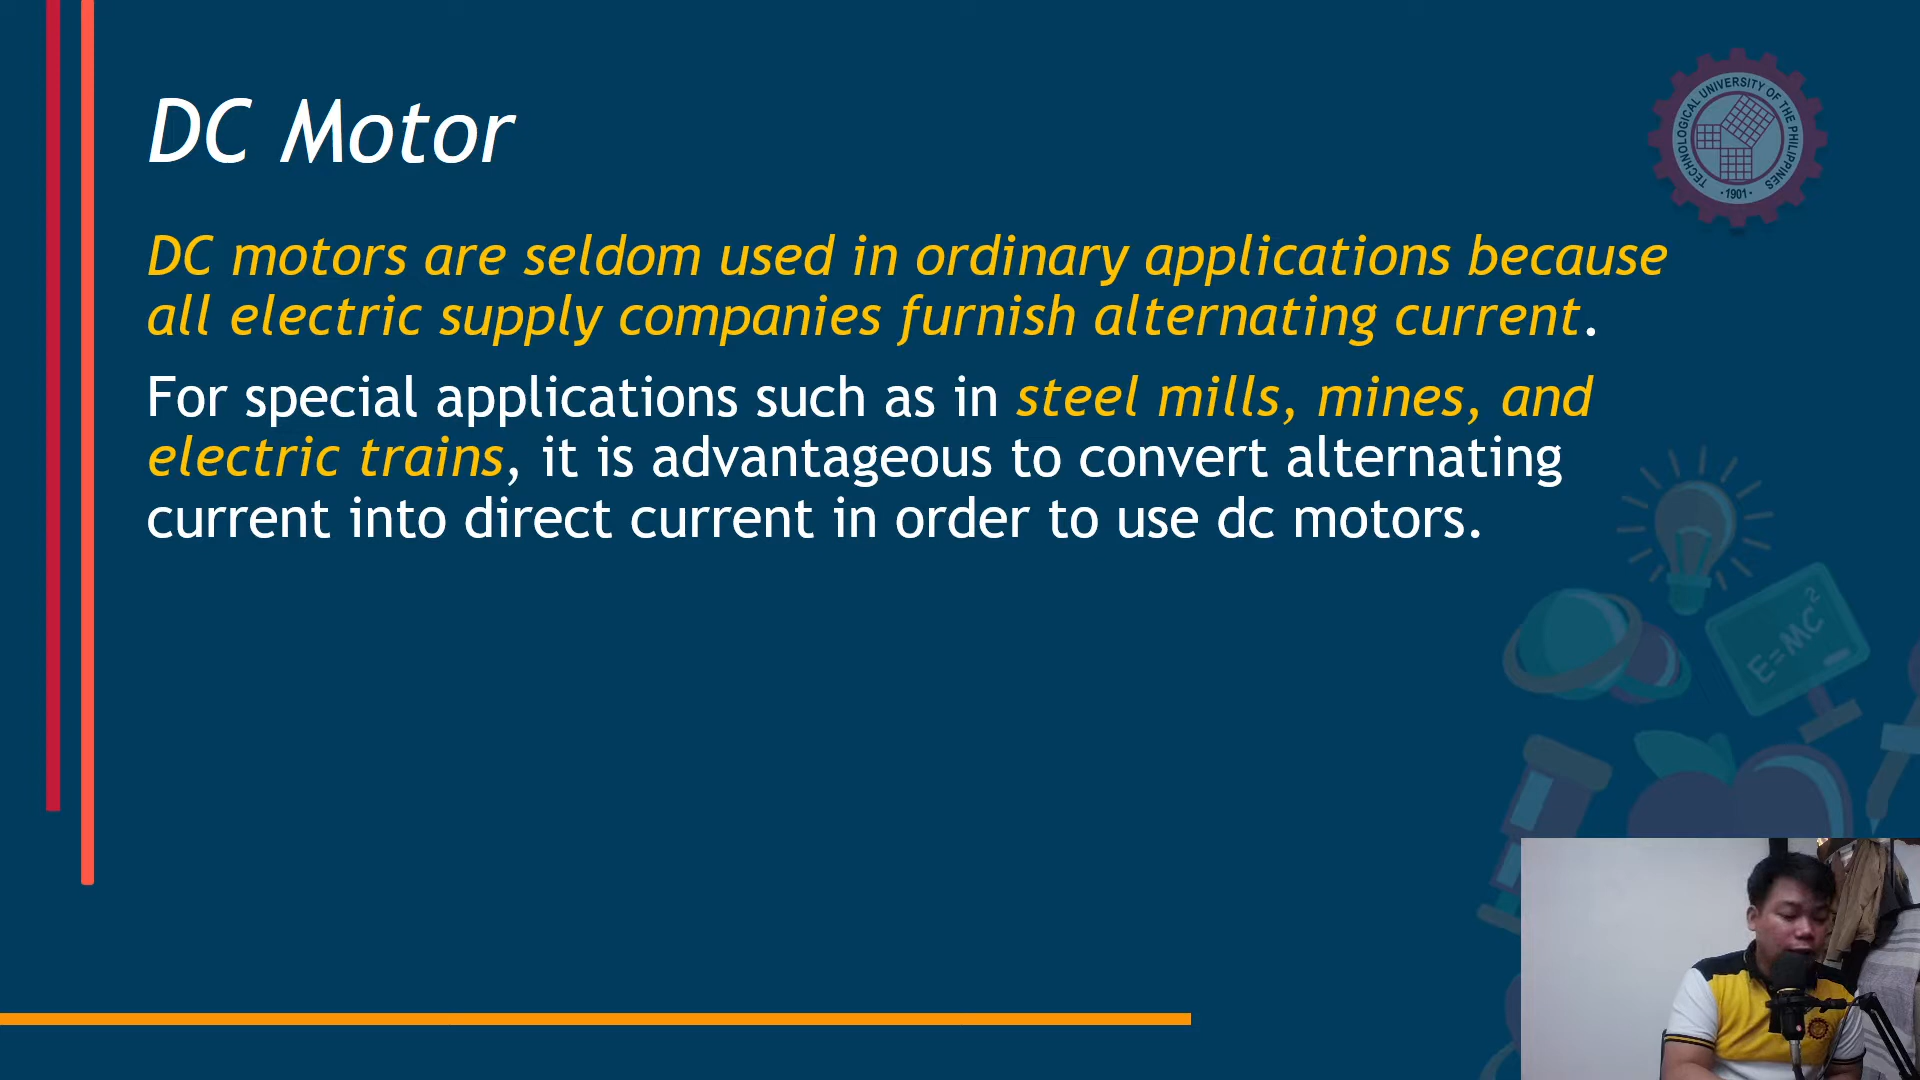 DC Motor
TECHNOLOGICAL UNIVERSITY OF THE PHILIPPINES
· 1901 ·
DC motors are seldom used in ordinary applications because
all electric supply companies furnish alternating current.
For special applications such as in steel mills, mines, and
electric trains, it is advantageous to convert alternating
current into direct current in order to use dc motors.
E=MC²